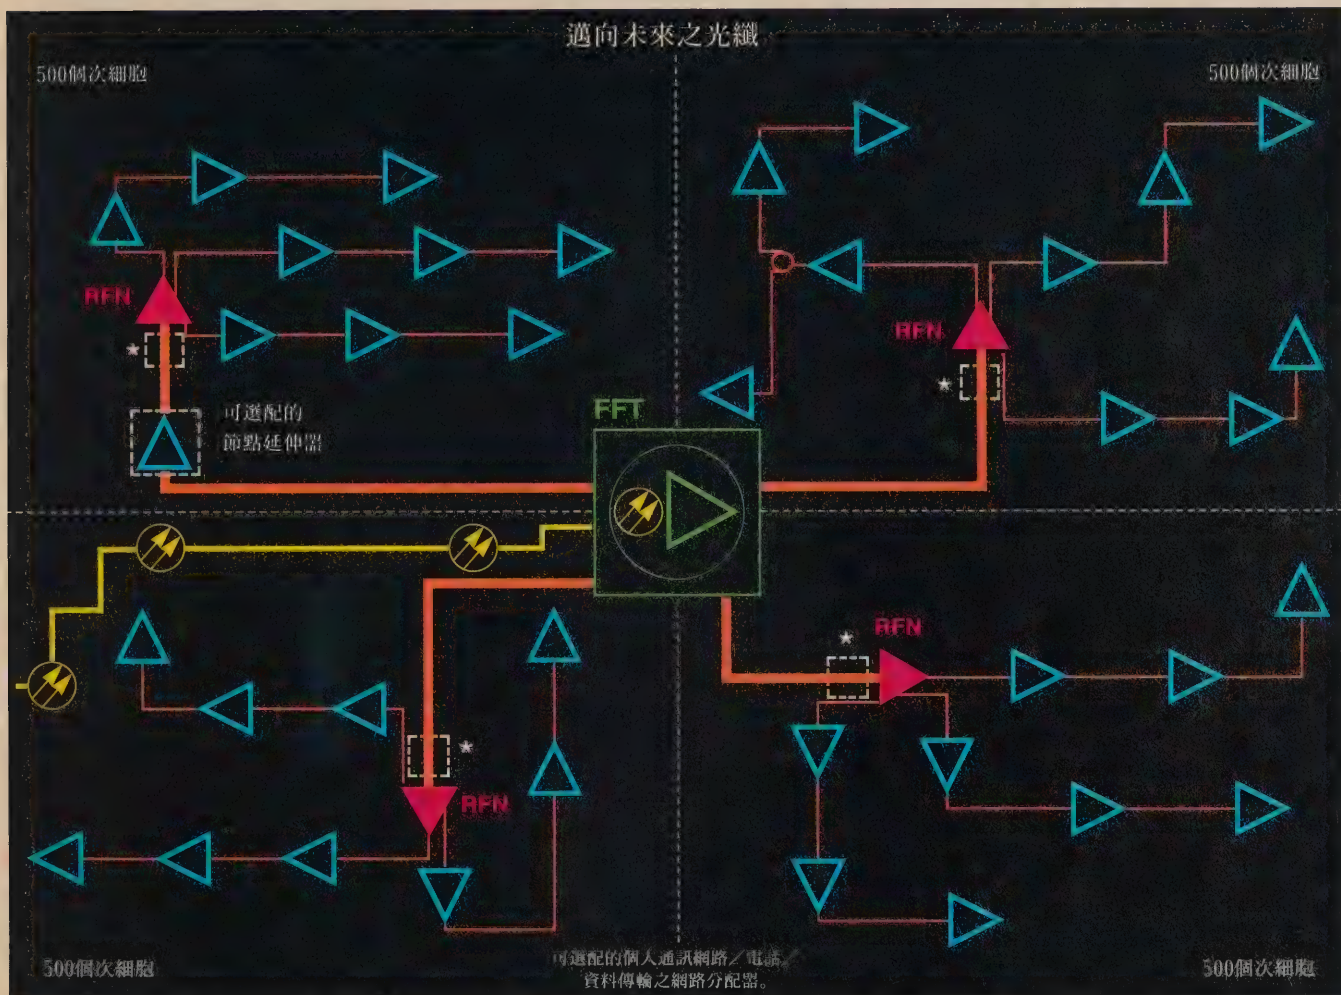 邁向未來之光纖
500個次細胞
500個次細胞
RFN
*
可選配的
節點延伸器
RFN
*
FFT
*
RFN
*
RFN
500個次細胞
可選配的個人通訊網路／電話／
資料傳輸之網路分配器。
500個次細胞